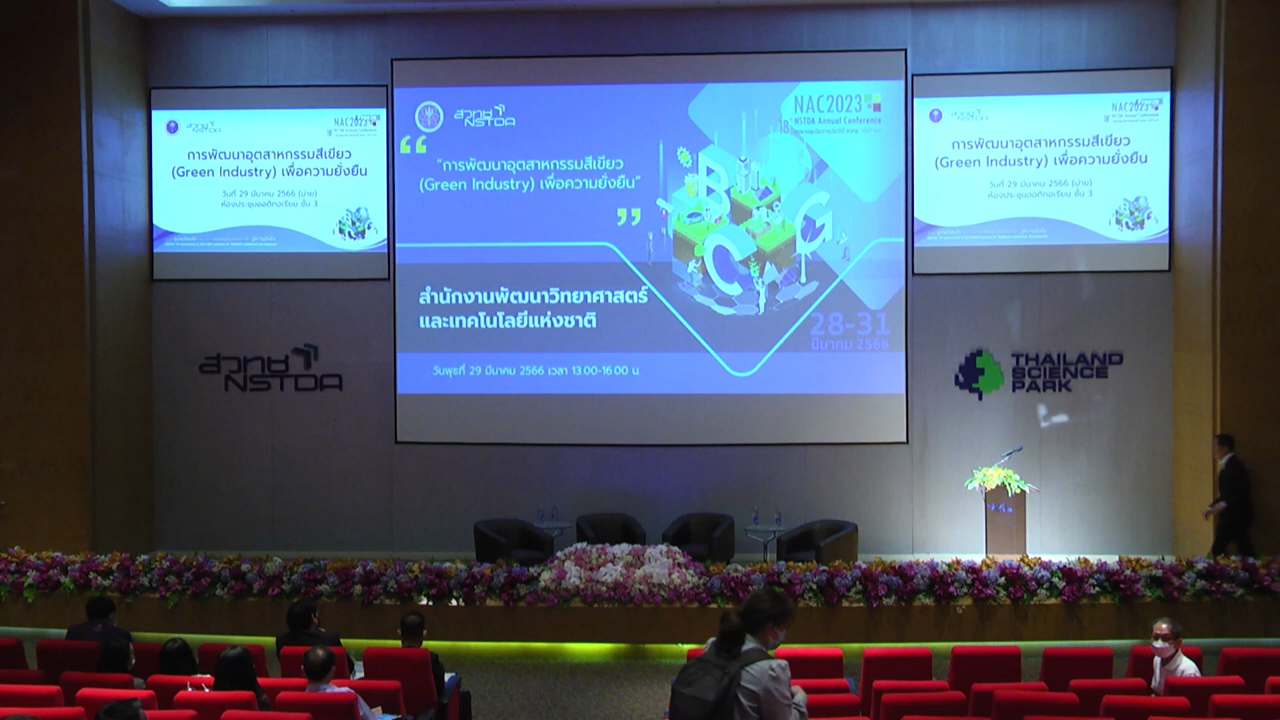 สวทช
NSTDA
NAC2023
การพัฒนาอุตสาหกรรมสีเขียว
(Green Industry) เพื่อความยั่งยืน
วันที่ 29 มีนาคม 2566 (บ่าย)
ห้องประชุมออดิทอเรียม ชั้น 3
สวทช
NSTDA
NAC2023
NSTDA Annual Conference
“การพัฒนาอุตสาหกรรมสีเขียว
(Green Industry) เพื่อความยั่งยืน”
B
C
G
สำนักงานพัฒนาวิทยาศาสตร์
และเทคโนโลยีแห่งชาติ
28-31
มีนาคม 2566
วันพุธที่ 29 มีนาคม 2566 เวลา 13.00-16.00 น.
สวทช
NSTDA
NAC2023
การพัฒนาอุตสาหกรรมสีเขียว
(Green Industry) เพื่อความยั่งยืน
วันที่ 29 มีนาคม 2566 (บ่าย)
ห้องประชุมออดิทอเรียม ชั้น 3
สวทช
NSTDA
THAILAND
SCIENCE
PARK